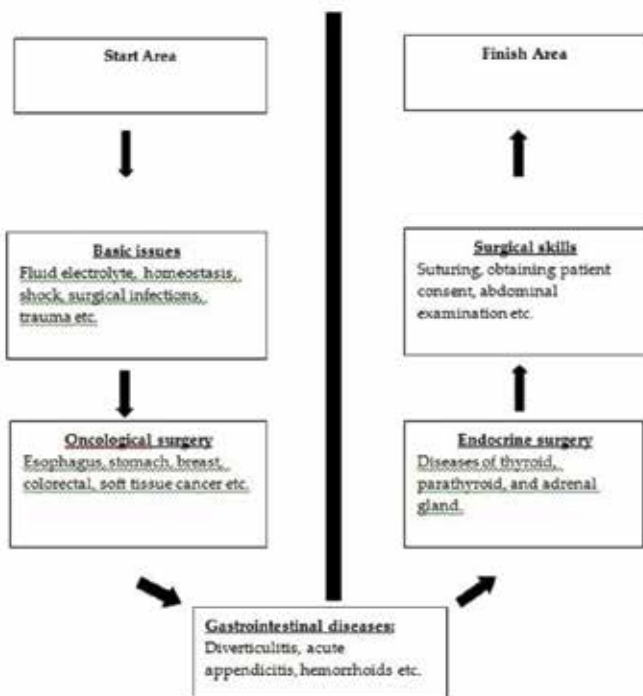 Start Area
Basic issues
Fluid electrolyte, homeostasis,
shock, surgical infections,
trauma etc.
Oncological surgery
Esophagus, stomach, breast,
colorectal, soft tissue cancer etc.
Gastrointestinal diseases:
Diverticulitis, acute
appendicitis, hemorrhoids etc.
Endocrine surgery
Diseases of thyroid,
parathyroid, and adrenal
gland.
Surgical skills
Suturing, obtaining patient
consent, abdominal
examination etc.
Finish Area